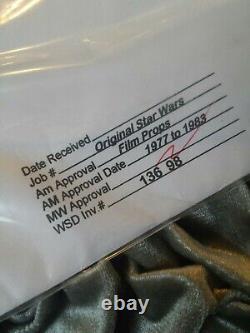 Date Received Original Star Wars
Job # Film Props
Am Approval 1977 to 1983
AM Approval Date
MW Approval 136 98
WSD Inv.#
ebay